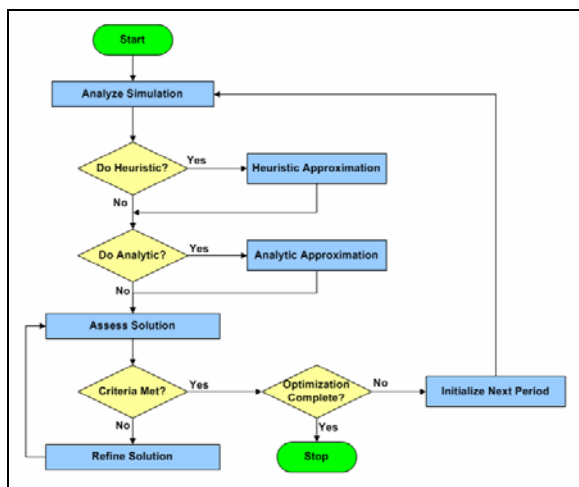 Start
Analyze Simulation
Do Heuristic?
Yes
Heuristic Approximation
No
Do Analytic?
Yes
Analytic Approximation
No
Assess Solution
Criteria Met?
Yes
Optimization
Complete?
No
Initialize Next Period
No
Yes
Refine Solution
Stop